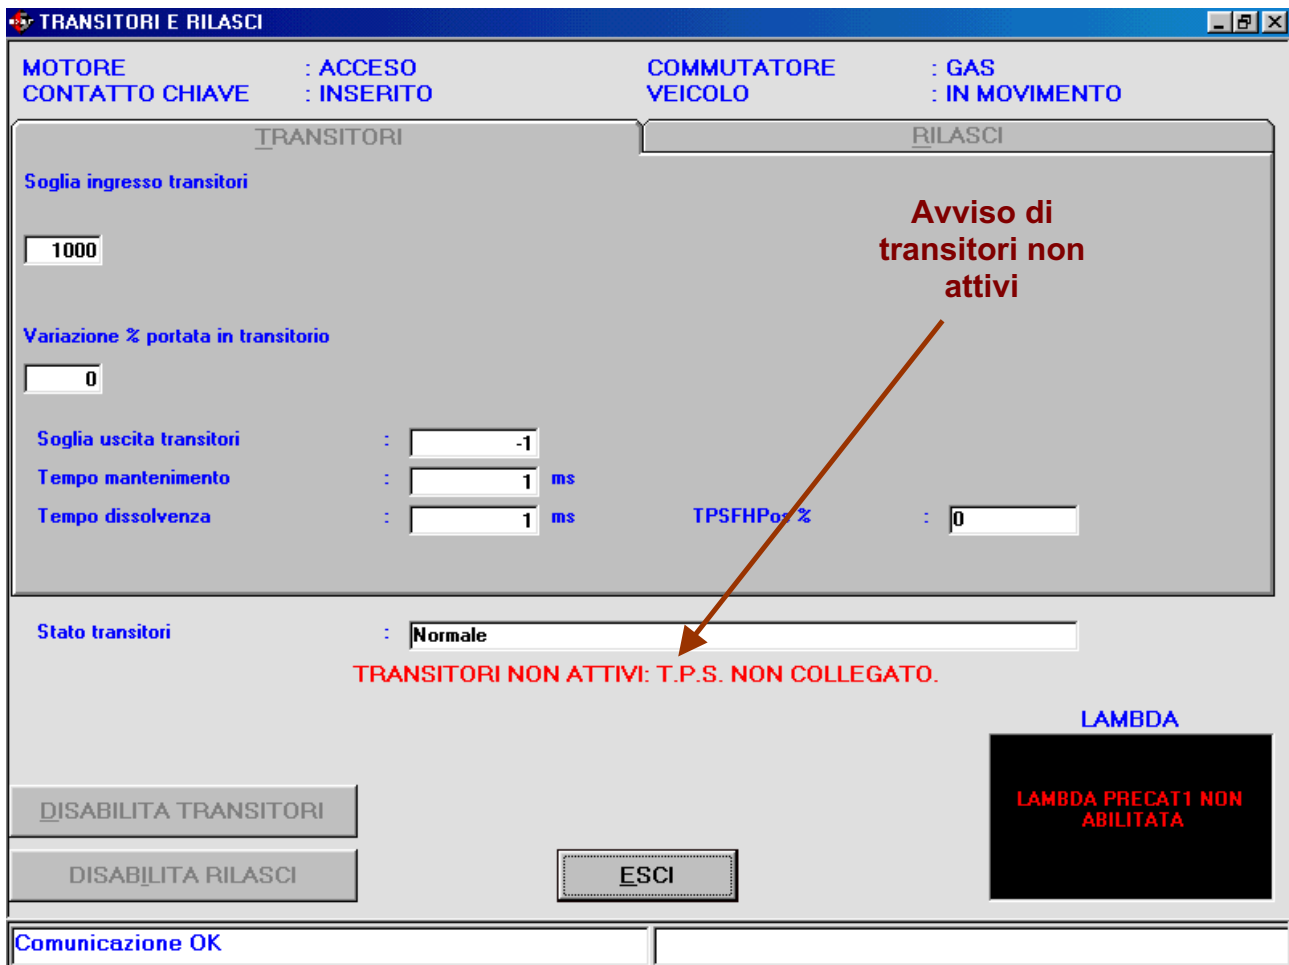 TRANSITORI E RILASCI
MOTORE : ACCESO COMMUTATORE : GAS
CONTATTO CHIAVE : INSERITO VEICOLO : IN MOVIMENTO
TRANSITORI RILASCI
Soglia ingresso transitori
Avviso di
transitori non
attivi
1000
Variazione % portata in transitorio
0
Soglia uscita transitori : -1
Tempo mantenimento : 1 ms
Tempo dissolvenza : 1 ms TPSFHPos % : 0
Stato transitori : Normale
TRANSITORI NON ATTIVI: T.P.S. NON COLLEGATO.
LAMBDA
LAMBDA PRECAT1 NON
ABILITATA
DISABILITA TRANSITORI
DISABILITA RILASCI ESCI
Comunicazione OK